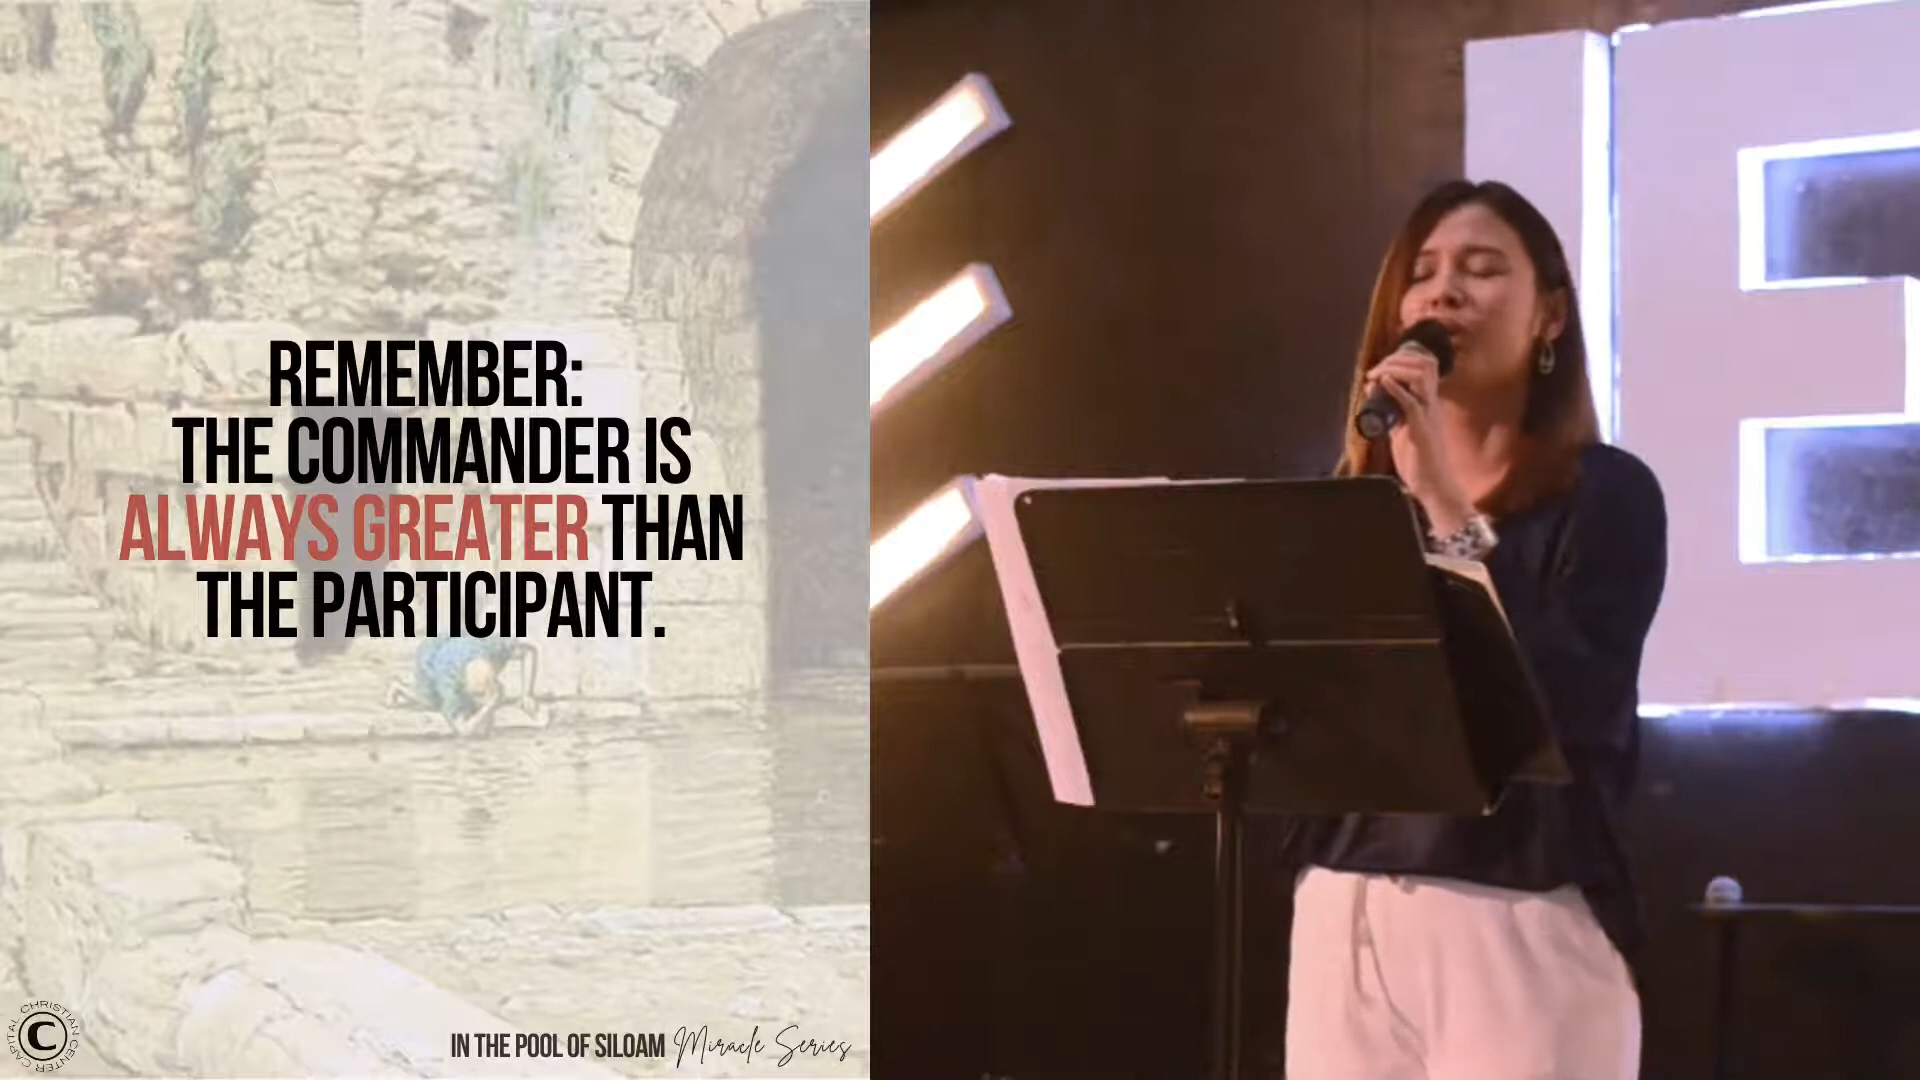 REMEMBER:
THE COMMANDER IS
ALWAYS GREATER THAN
THE PARTICIPANT.
IN THE POOL OF SILOAM Miracle Series
CAPITAL CHRISTIAN CENTER
C
IE